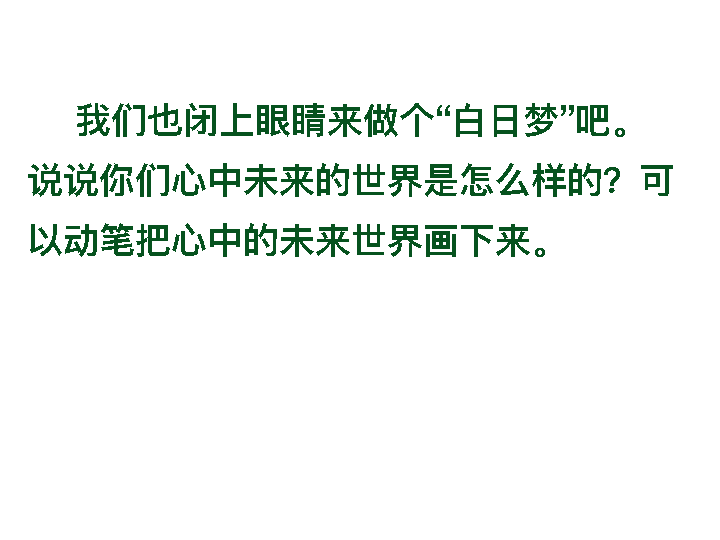 我们也闭上眼睛来做个“白日梦”吧。
说说你们心中未来的世界是怎么样的？可
以动笔把心中的未来世界画下来。